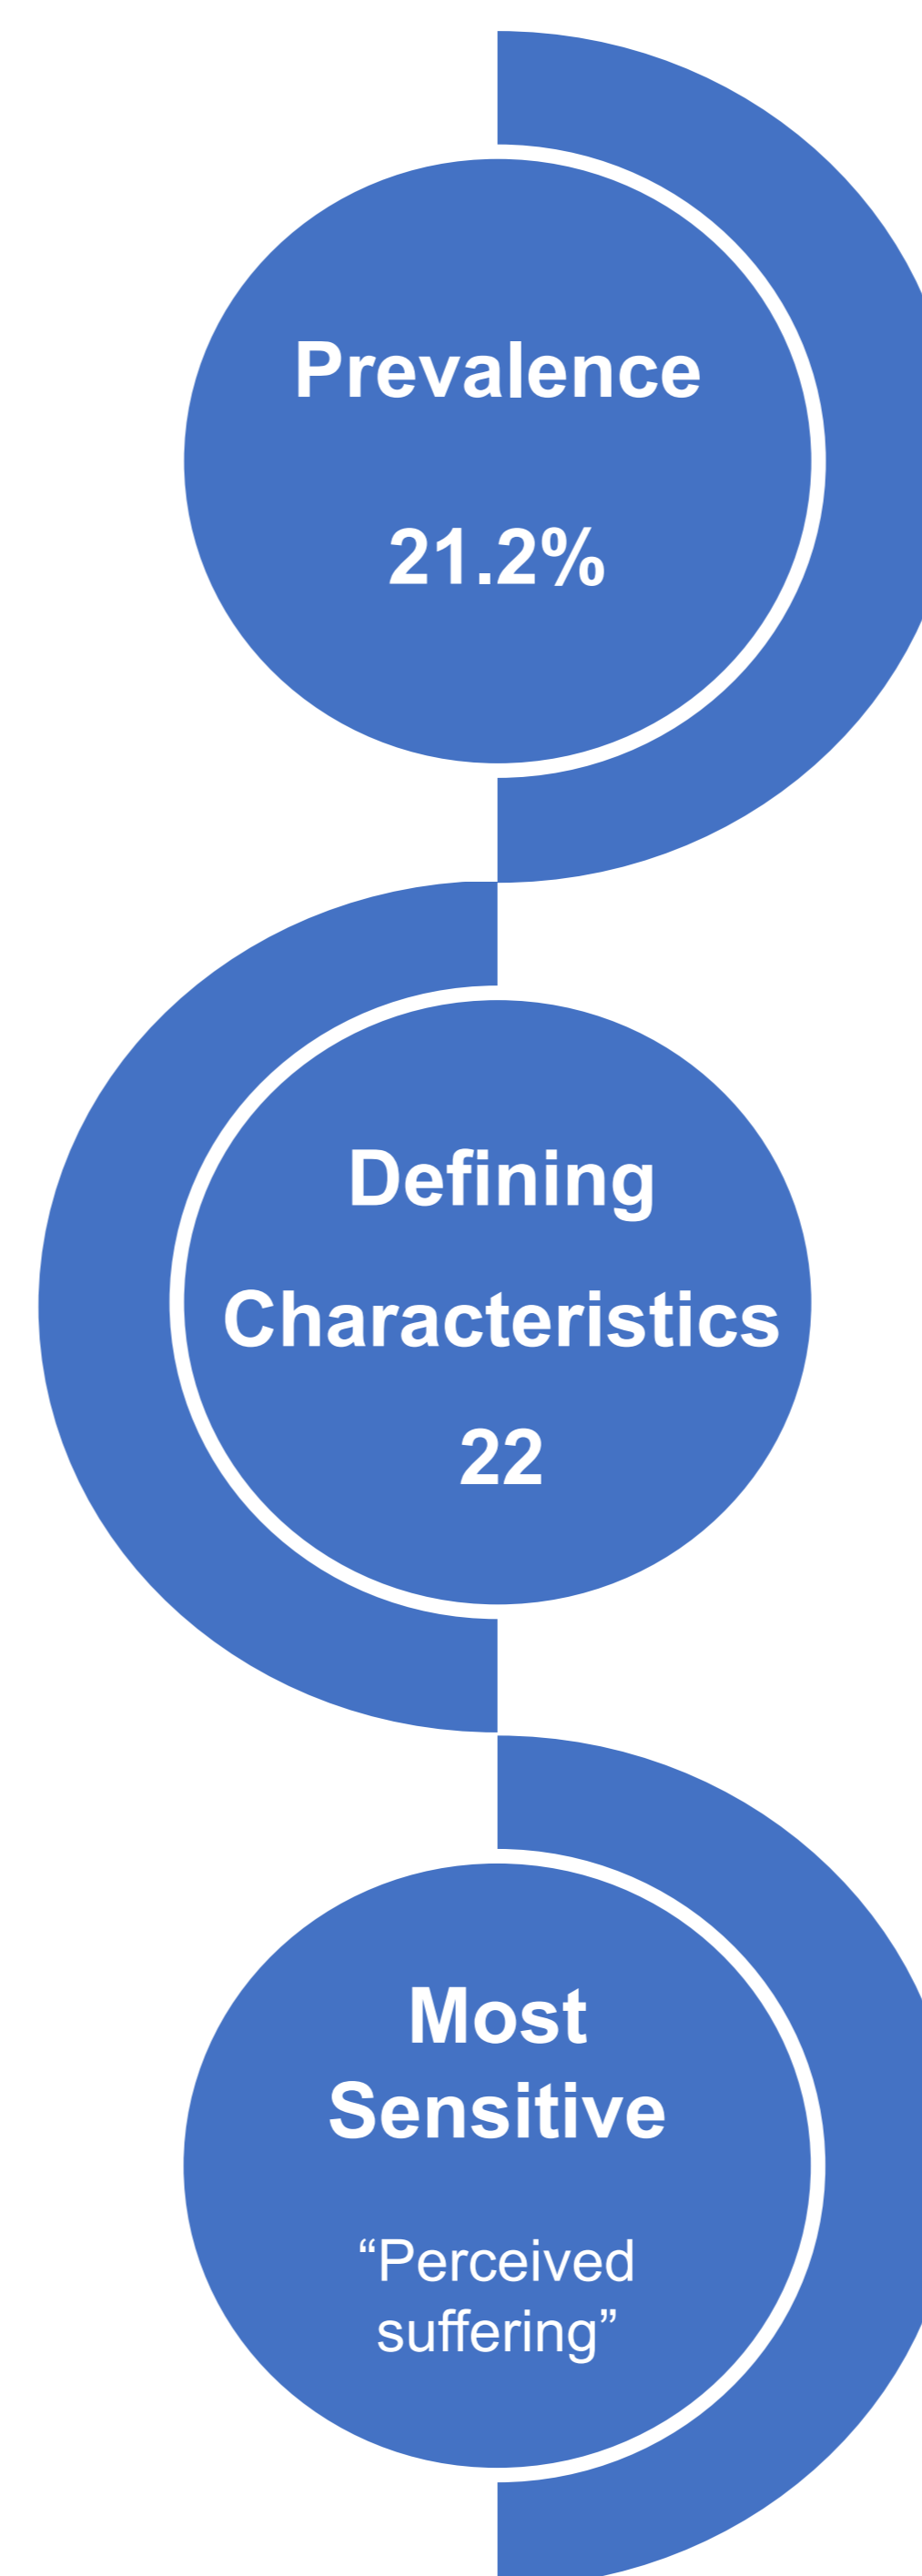 Prevalence
21.2%
Defining
Characteristics
22
Most
Sensitive
“Perceived
suffering”